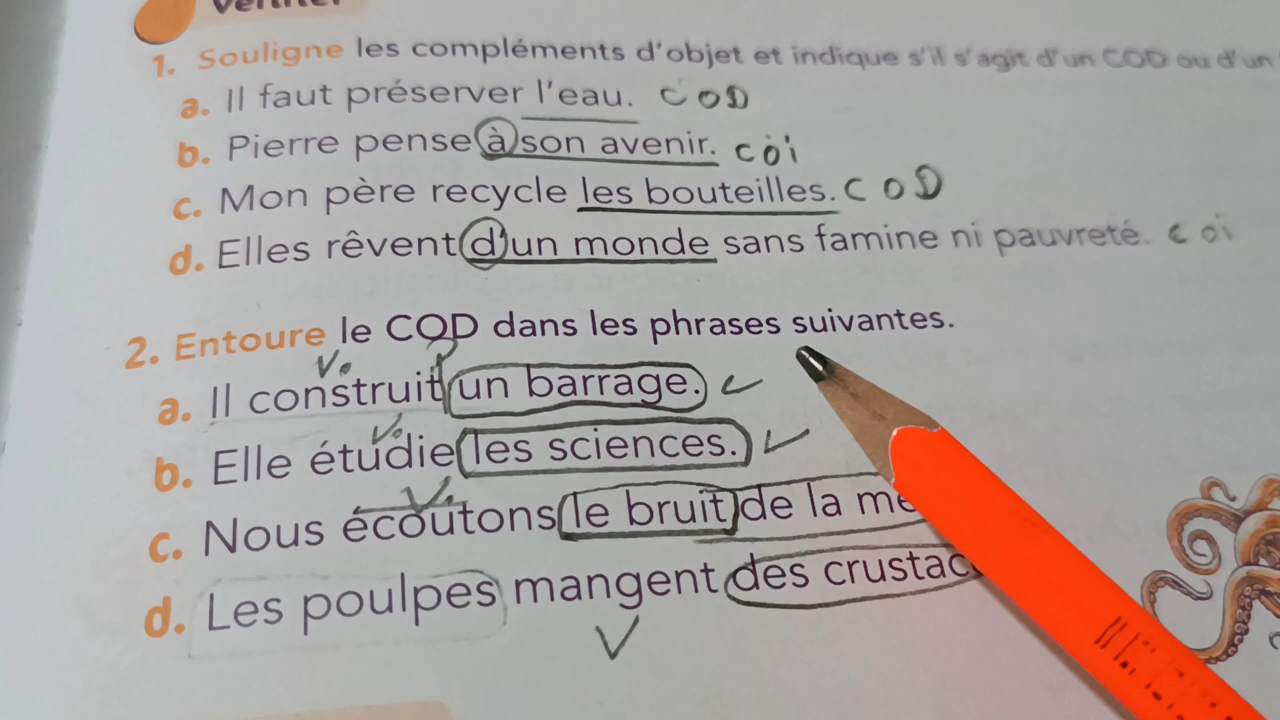 1. Souligne les compléments d'objet et indique s'il s'agit d'un COD ou d'un
a. Il faut préserver l'eau. COD
b. Pierre pense à son avenir. coi
c. Mon père recycle les bouteilles. COD
d. Elles rêvent d'un monde sans famine ni pauvreté. coi
2. Entoure le COD dans les phrases suivantes.
V.
a. Il construit un barrage.
V.
b. Elle étudie les sciences.
V.
c. Nous écoutons le bruit de la
d. Les poulpes mangent des
V